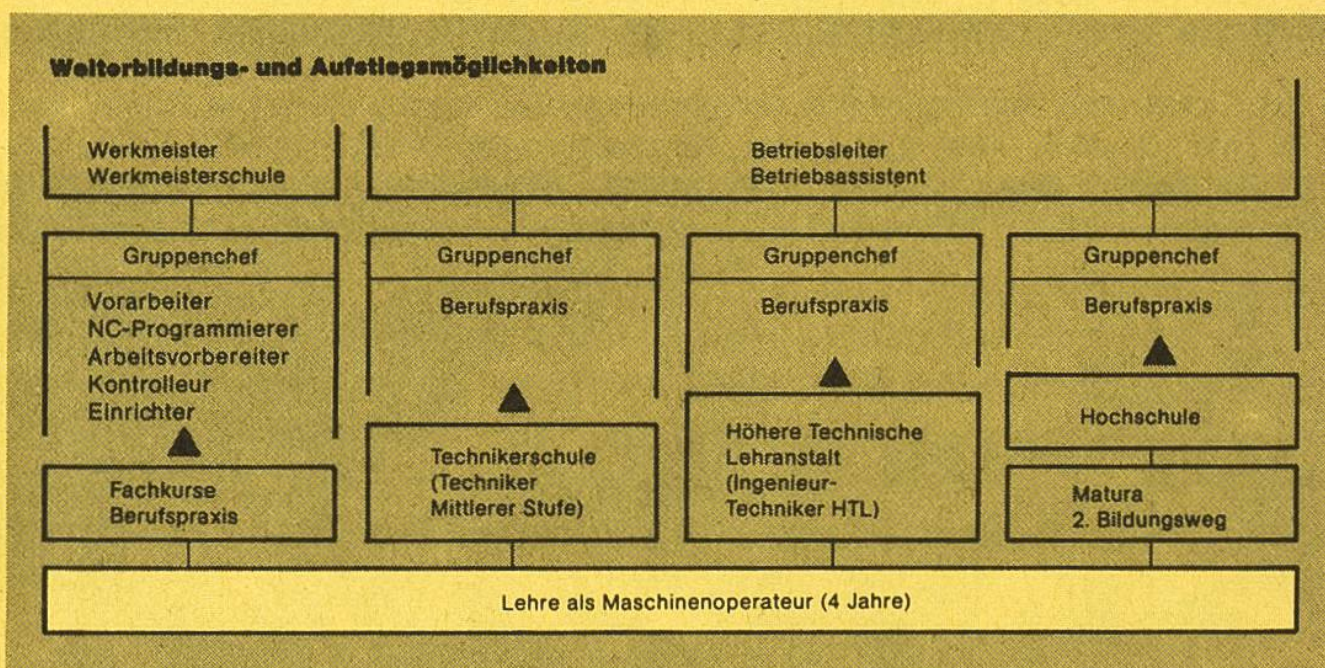 Weiterbildungs- und Aufstiegsmöglichkeiten
Werkmeister
Werkmeisterschule
Betriebsleiter
Betriebsassistent
Gruppenchef
Vorarbeiter
NC-Programmierer
Arbeitsvorbereiter
Kontrolleur
Einrichter
Fachkurse
Berufspraxis
Gruppenchef
Berufspraxis
Technikerschule
(Techniker
Mittlerer Stufe)
Gruppenchef
Berufspraxis
Höhere Technische
Lehranstalt
(Ingenieur-
Techniker HTL)
Gruppenchef
Berufspraxis
Hochschule
Matura
2. Bildungsweg
Lehre als Maschinenoperateur (4 Jahre)